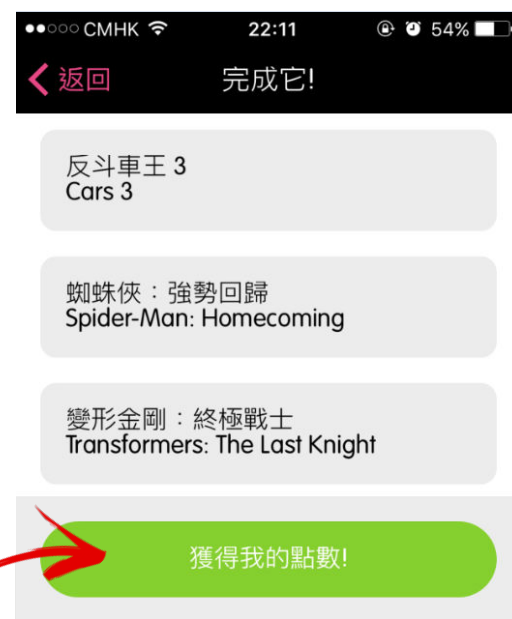 CMHK 22:11 54%
返回 完成它!
反斗車王 3
Cars 3
蜘蛛俠：強勢回歸
Spider-Man: Homecoming
變形金剛：終極戰士
Transformers: The Last Knight
獲得我的點數!